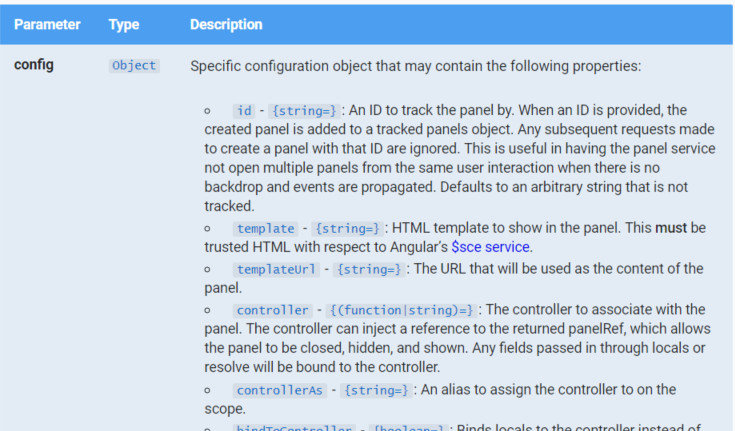 Parameter Type Description
config Object Specific configuration object that may contain the following properties:
id - {string=} : An ID to track the panel by. When an ID is provided, the
created panel is added to a tracked panels object. Any subsequent requests made
to create a panel with that ID are ignored. This is useful in having the panel service
not open multiple panels from the same user interaction when there is no
backdrop and events are propagated. Defaults to an arbitrary string that is not
tracked.
template - {string=} : HTML template to show in the panel. This must be
trusted HTML with respect to Angular's $sce service.
templateUrl - {string=} : The URL that will be used as the content of the
panel.
controller - {(function|string)=} : The controller to associate with the
panel. The controller can inject a reference to the returned panelRef, which allows
the panel to be closed, hidden, and shown. Any fields passed in through locals or
resolve will be bound to the controller.
controllerAs - {string=} : An alias to assign the controller to on the
scope.
bindToController - {boolean=} : Binds locals to the controller instead of